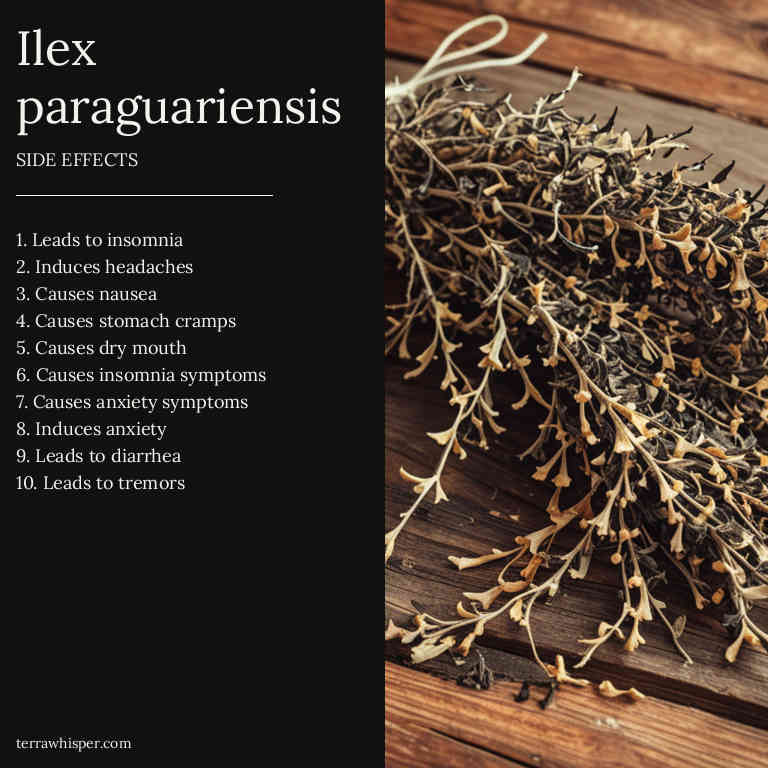 Ilex
paraguariensis
SIDE EFFECTS
1. Leads to insomnia
2. Induces headaches
3. Causes nausea
4. Causes stomach cramps
5. Causes dry mouth
6. Causes insomnia symptoms
7. Causes anxiety symptoms
8. Induces anxiety
9. Leads to diarrhea
10. Leads to tremors
terrawhisper.com